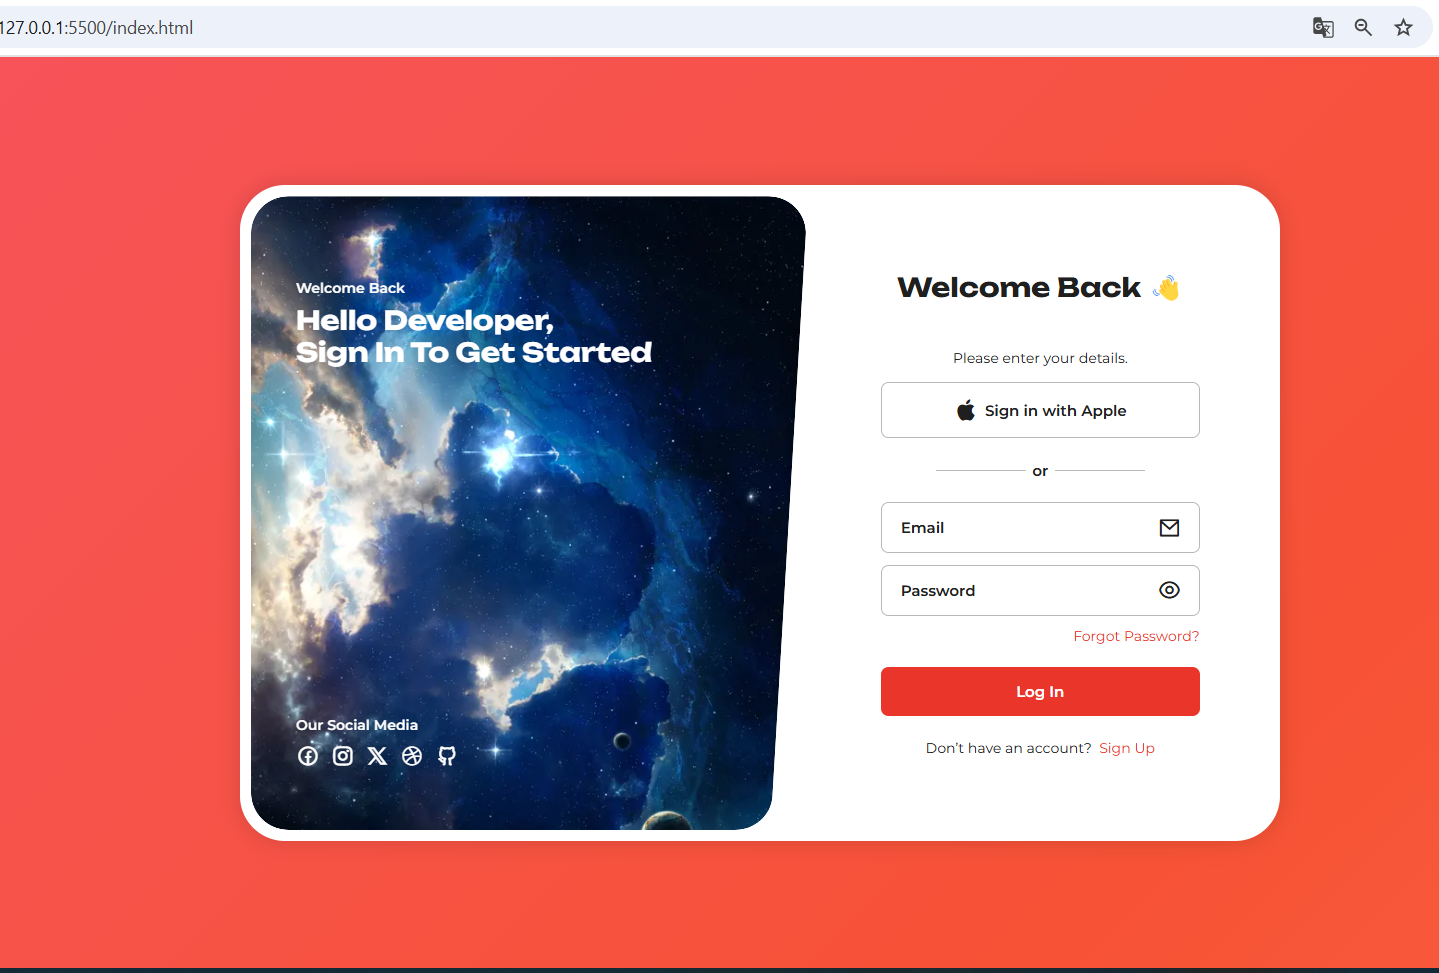 127.0.0.1:5500/index.html
Welcome Back
Hello Developer,
Sign In To Get Started
Our Social Media
Welcome Back 👋
Please enter your details.
Sign in with Apple
or
Email
Password
Forgot Password?
Log In
Don't have an account? Sign Up